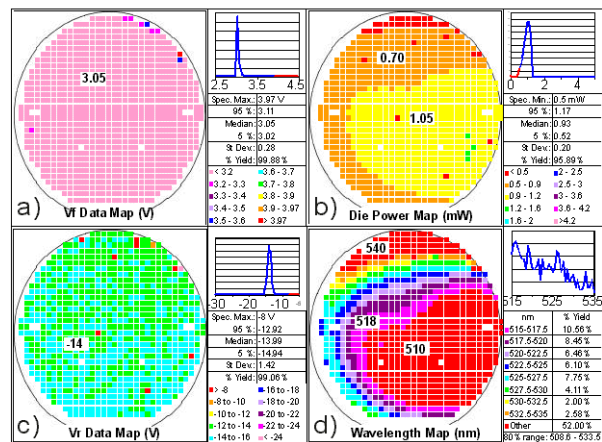 3.05
a)
Vf Data Map (V)
2.5 3 4.5
Spec. Max.: 3.97 V
95 %: 3.11
Median: 3.05
5 %: 3.02
St Dev: 0.28
% Yield: 99.88%
< 3.2 3.6 - 3.7
3.2 - 3.3 3.7 - 3.8
3.3 - 3.4 3.8 - 3.9
3.4 - 3.5 3.9 - 3.97
3.5 - 3.6 > 3.97
0.70
1.05
b)
Die Power Map (mW)
0 2 4
Spec. Min.: 0.5 mW
95 %: 1.17
Median: 0.93
5 %: 0.52
St Dev: 0.20
% Yield: 95.89%
< 0.5 2 - 2.5
0.5 - 0.9 2.5 - 3
0.9 - 1.2 3 - 3.6
1.2 - 1.6 3.6 - 4.2
1.6 - 2 >4.2
-14
c)
Vr Data Map (V)
-30 -20 -10
Spec. Max.: -8 V
95 %: -12.92
Median: -13.99
5 %: -14.94
St Dev: 1.42
% Yield: 99.06%
> -8 -16 to -18
-8 to -10 -18 to -20
-10 to -12 -20 to -22
-12 to -14 -22 to -24
-14 to -16 < -24
540
518
510
d)
Wavelength Map (nm)
515 525 535
nm % Yield
515-517.5 10.56%
517.5-520 8.45%
520-522.5 6.46%
522.5-525 6.10%
525-527.5 7.75%
527.5-530 4.11%
530-532.5 2.00%
532.5-535 2.58%
Other 52.00%
80% range: 508.6 - 533.5